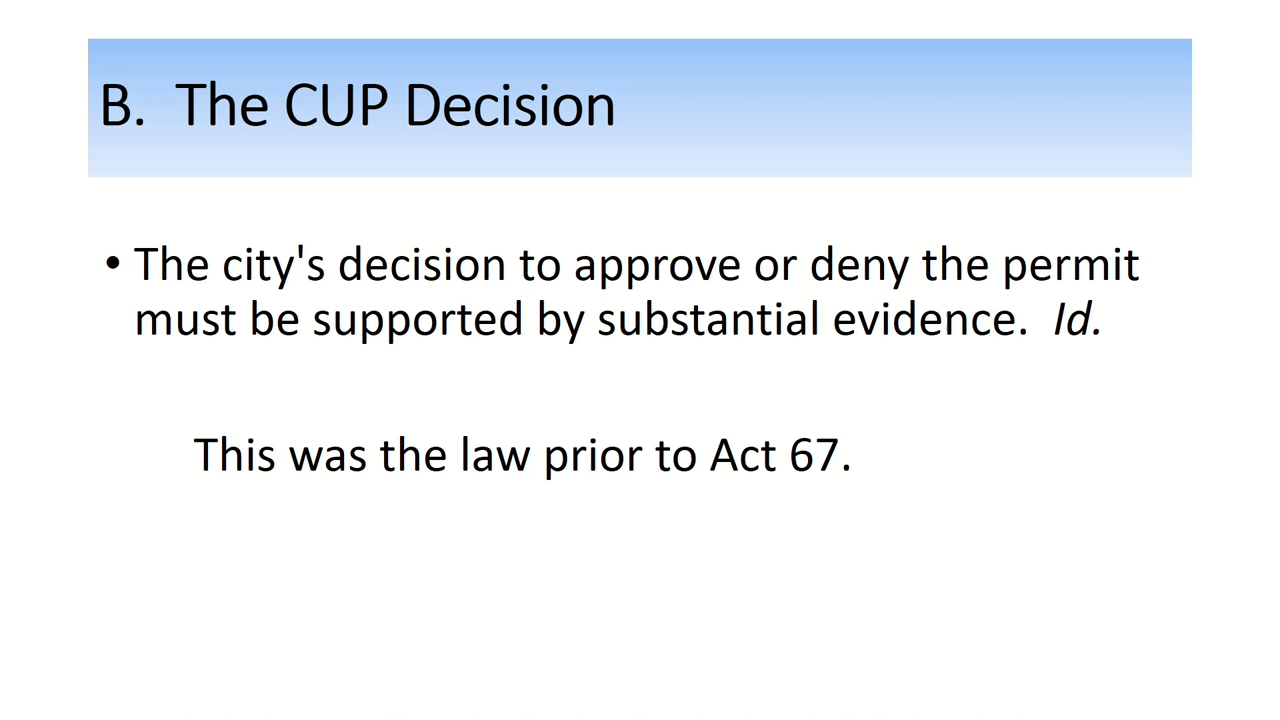 B. The CUP Decision
• The city's decision to approve or deny the permit
must be supported by substantial evidence. Id.
This was the law prior to Act 67.